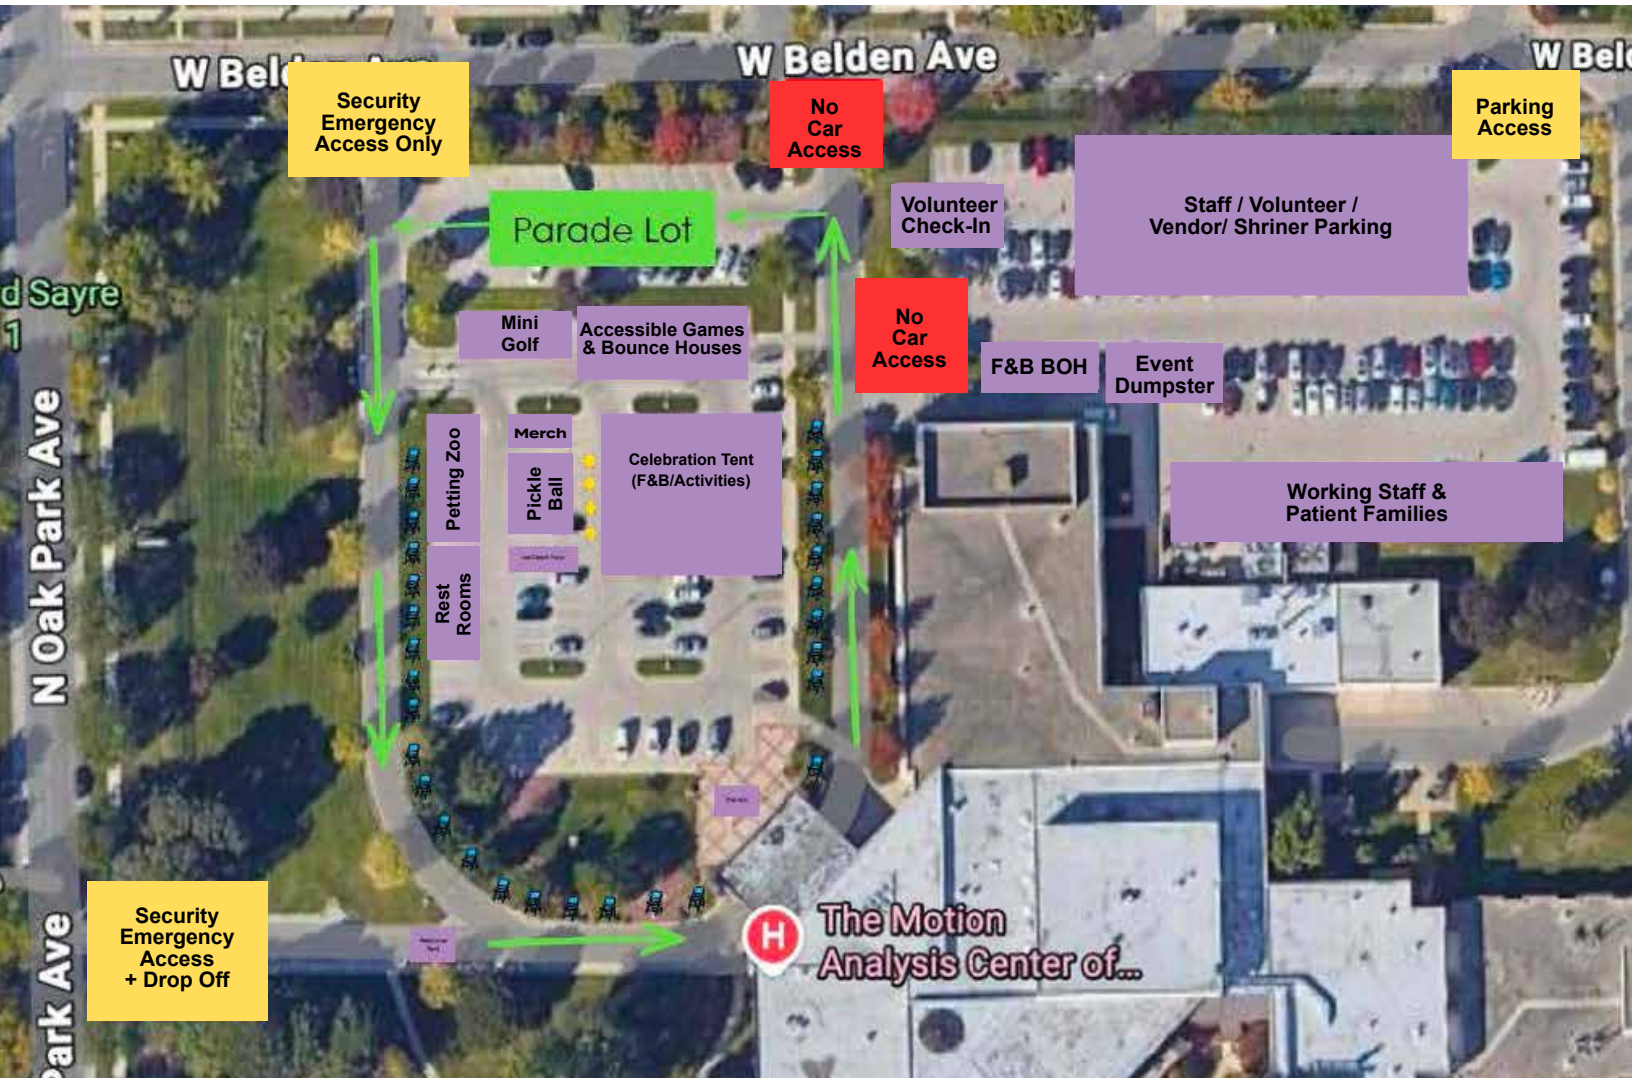 W Belden Ave
W Belden Ave
W Bel
Security
Emergency
Access Only
No
Car
Access
Parking
Access
Volunteer
Check-In
Staff / Volunteer /
Vendor/ Shriner Parking
Parade Lot
d Sayre
1
Mini
Golf
Accessible Games
& Bounce Houses
No
Car
Access
F&B BOH
Event
Dumpster
N Oak Park Ave
Petting Zoo
Merch
Pickle
Ball
Celebration Tent
(F&B/Activities)
Working Staff &
Patient Families
Rest
Rooms
Security
Emergency
Access
+ Drop Off
Park Ave
H
The Motion
Analysis Center of...